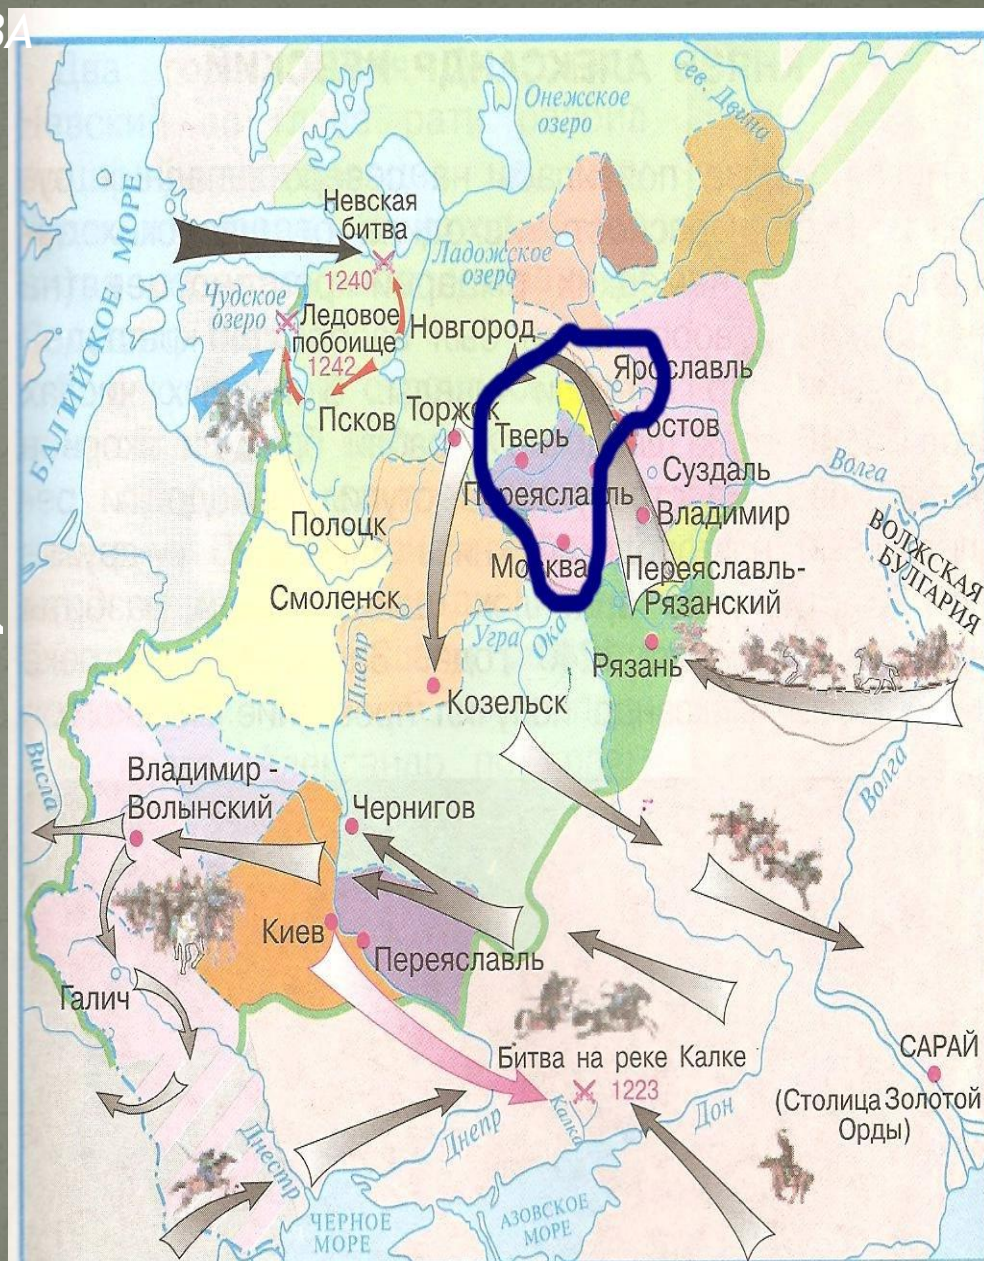 Онежское
озеро
Сев. Двина
Невская
битва
1240
Ладожское
озеро
БАЛТИЙСКОЕ МОРЕ
Чудское
озеро
Ледовое
побоище
1242
Новгород
Ярославль
Псков
Торжок
Тверь
Ростов
Суздаль
Волга
Переяславль
Владимир
Полоцк
ВОЛЖСКАЯ
БУЛГАРИЯ
Москва
Переяславль-
Рязанский
Смоленск
Угра
Ока
Днепр
Рязань
Козельск
Висла
Волга
Владимир -
Волынский
Чернигов
Киев
Переяславль
Галич
Битва на реке Калке
1223
САРАЙ
(Столица Золотой
Орды)
Калка
Дон
Днепр
Днестр
ЧЕРНОЕ
МОРЕ
АЗОВСКОЕ
МОРЕ